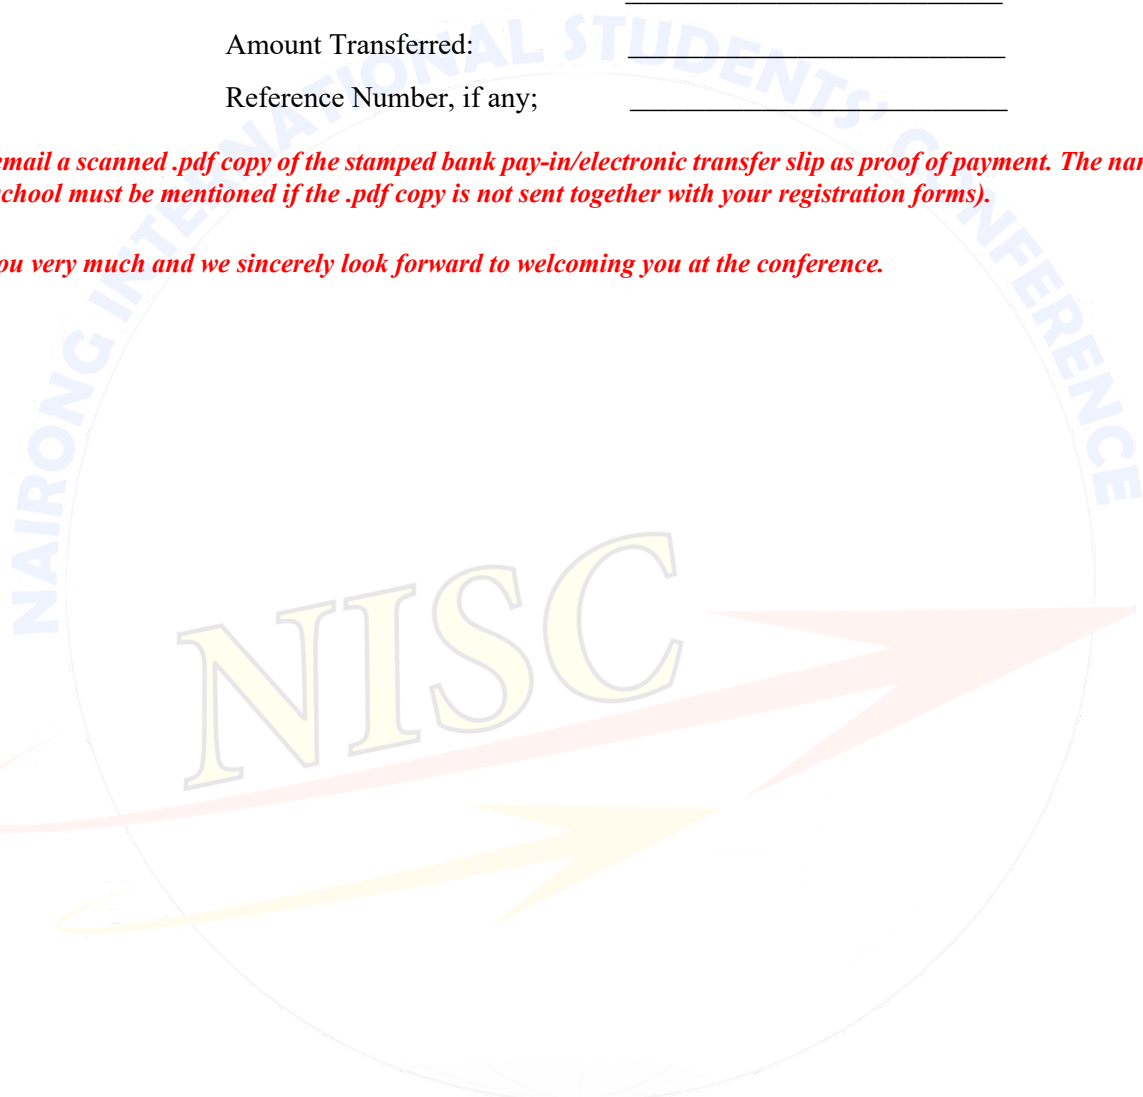 Amount Transferred: ____________________________
Reference Number, if any; ____________________________
email a scanned .pdf copy of the stamped bank pay-in/electronic transfer slip as proof of payment. The
school must be mentioned if the .pdf copy is not sent together with your registration forms).
very much and we sincerely look forward to welcoming you at the conference.
NAIRONG INTERNATIONAL STUDENTS' CONFERENCE
NISC